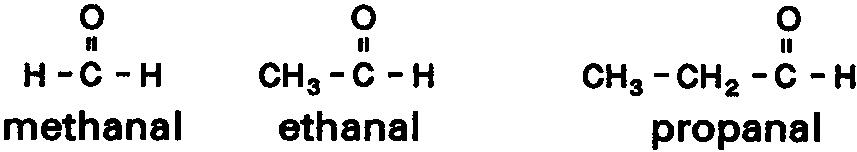 O O O
H - C - H CH₃ - C - H CH₃ - CH₂ - C - H
methanal ethanal propanal